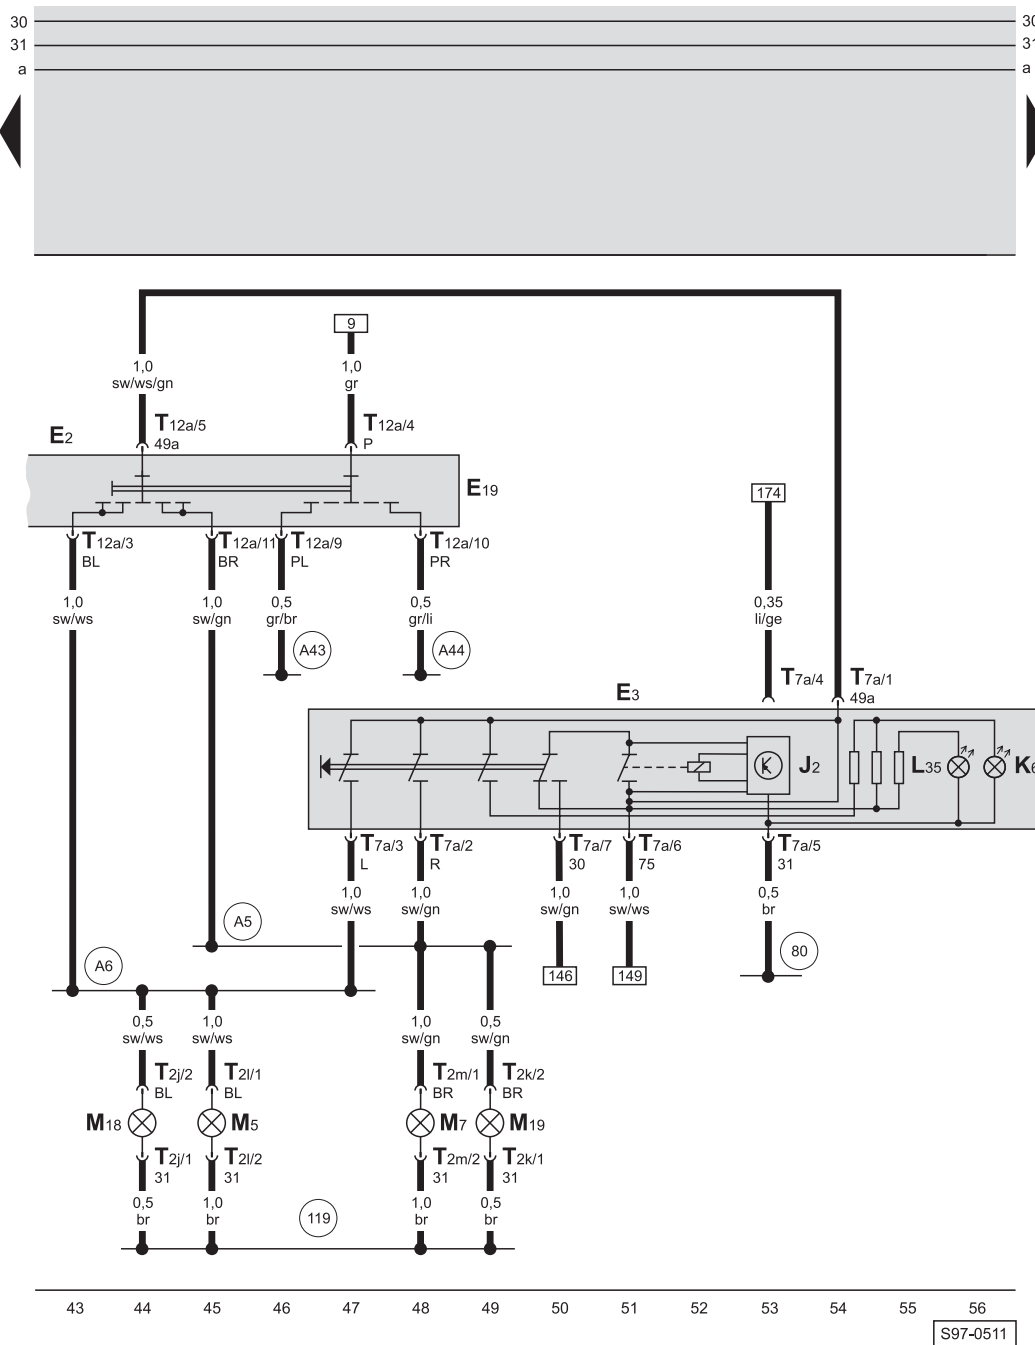 30 30
31 31
a a
9
1,0 1,0
sw/ws/gn gr
T12a/5 T12a/4
E2 49a P
E19
174
T12a/3 T12a/11 T12a/9 T12a/10
BL BR PL PR
1,0 1,0 0,5 0,5 0,35
sw/ws sw/gn gr/br gr/li li/ge
A43 A44
T7a/4 T7a/1
E3 49a
J2 L35 K6
T7a/3 T7a/2 T7a/7 T7a/6 T7a/5
L R 30 75 31
1,0 1,0 1,0 1,0 0,5
sw/ws sw/gn sw/gn sw/ws br
A5
A6 80
146 149
0,5 1,0 1,0 0,5
sw/ws sw/ws sw/gn sw/gn
T2j/2 T2l/1 T2m/1 T2k/2
BL BL BR BR
M18 M5 M7 M19
T2j/1 T2l/2 T2m/2 T2k/1
31 31 31 31
0,5 1,0 1,0 0,5
br br br br
119
43 44 45 46 47 48 49 50 51 52 53 54 55 56
S97-0511